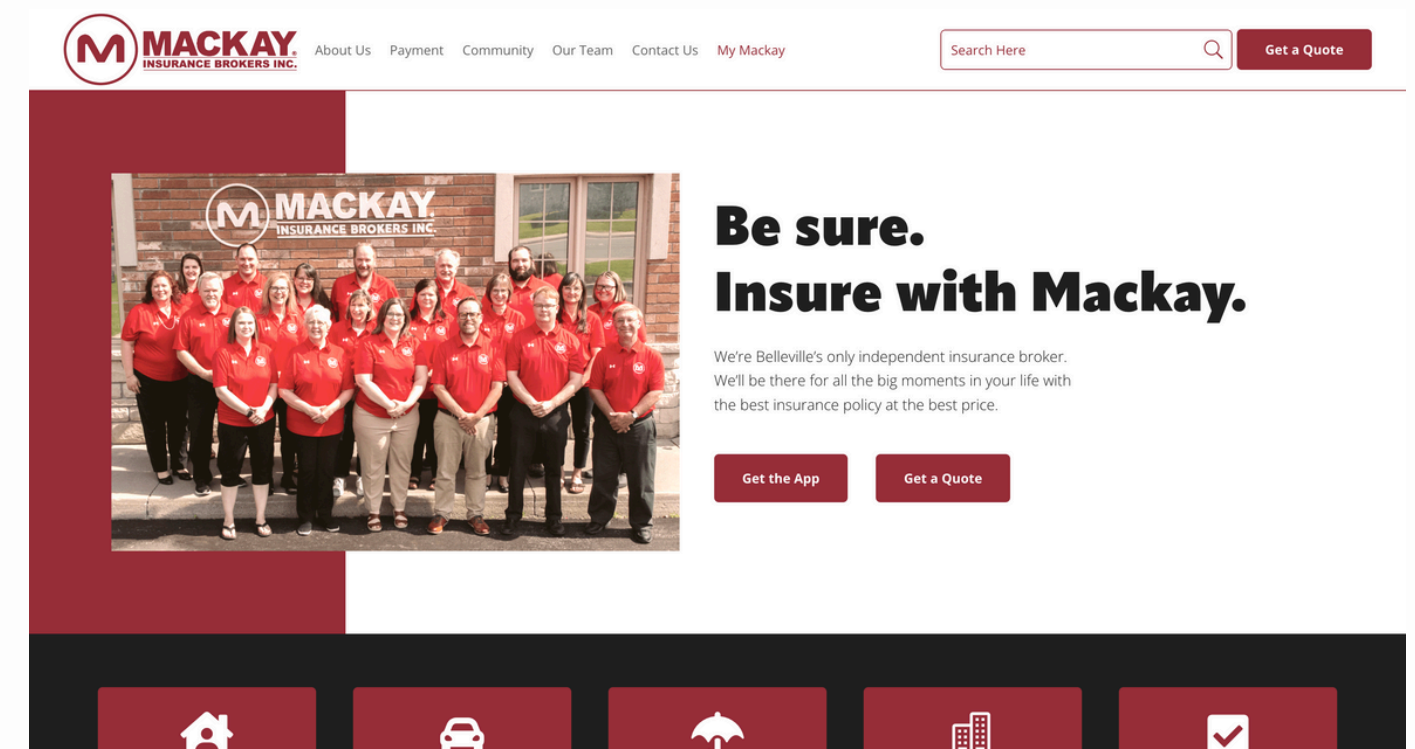 M MACKAY
INSURANCE BROKERS INC.
About Us Payment Community Our Team Contact Us My Mackay
Search Here
Get a Quote
M MACKAY
INSURANCE BROKERS INC.
Be sure.
Insure with Mackay.
We’re Belleville’s only independent insurance broker.
We’ll be there for all the big moments in your life with
the best insurance policy at the best price.
Get the App
Get a Quote